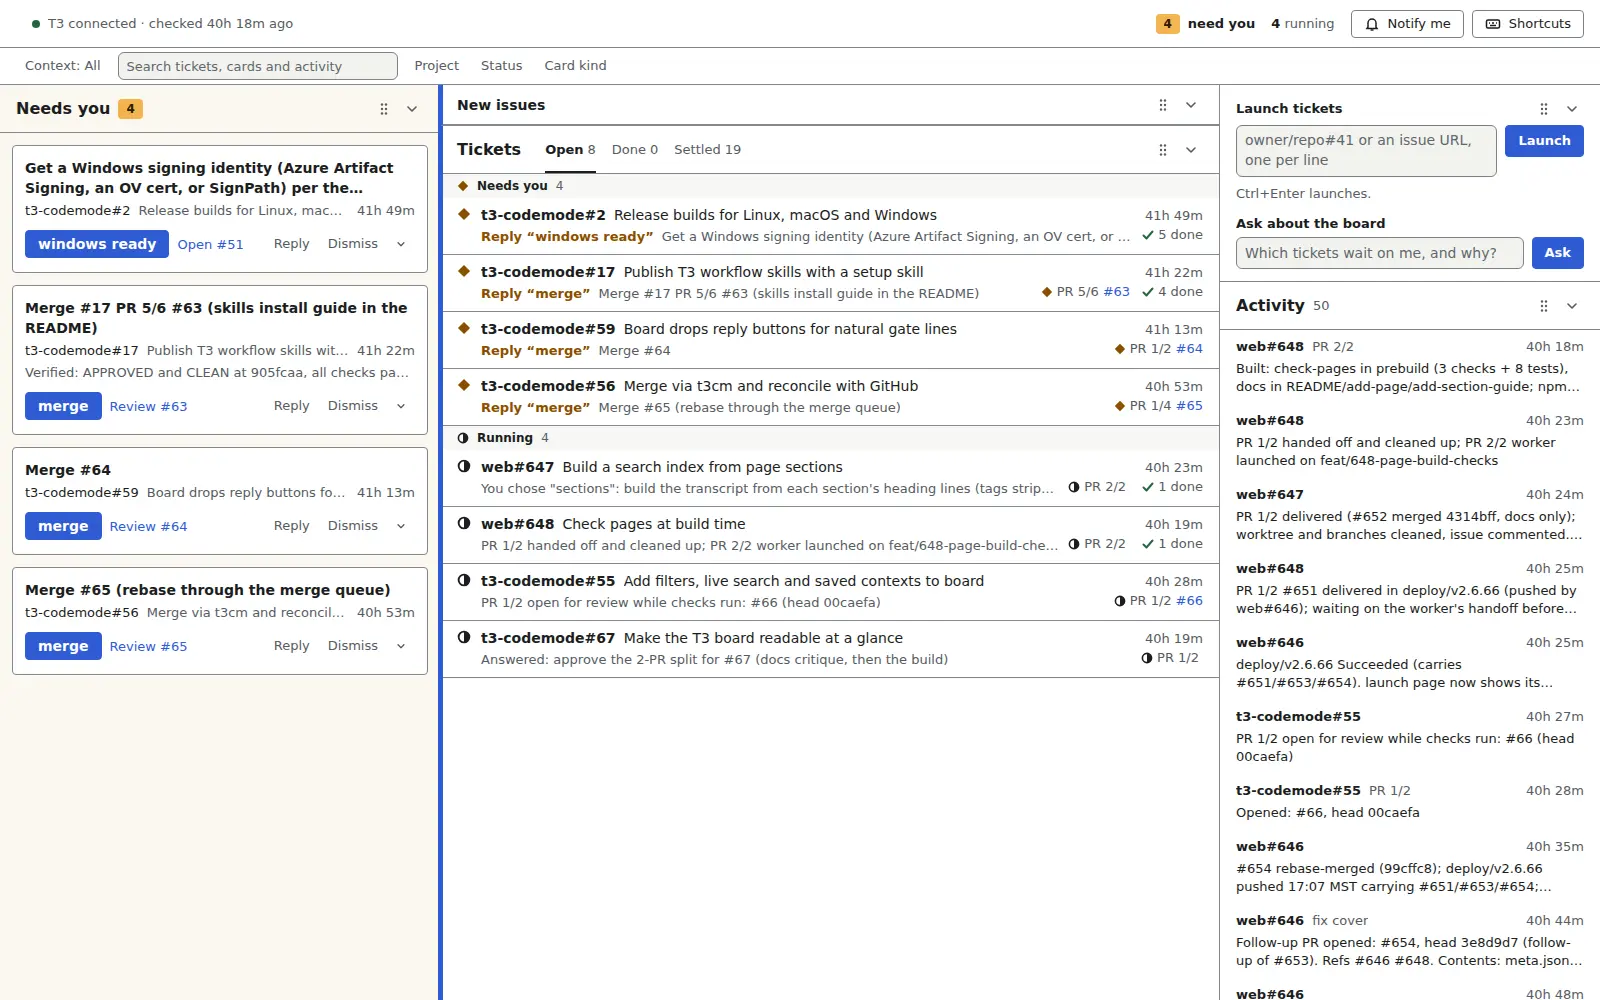 T3 connected · checked 40h 18m ago
4 need you 4 running Notify me Shortcuts
Context: All Search tickets, cards and activity Project Status Card kind
Needs you 4
Get a Windows signing identity (Azure Artifact
Signing, an OV cert, or SignPath) per the…
t3-codemode#2 Release builds for Linux, mac… 41h 49m
windows ready Open #51 Reply Dismiss
Merge #17 PR 5/6 #63 (skills install guide in the
README)
t3-codemode#17 Publish T3 workflow skills wit… 41h 22m
Verified: APPROVED and CLEAN at 905fcaa, all checks pa…
merge Review #63 Reply Dismiss
Merge #64
t3-codemode#59 Board drops reply buttons fo… 41h 13m
merge Review #64 Reply Dismiss
Merge #65 (rebase through the merge queue)
t3-codemode#56 Merge via t3cm and reconcil… 40h 53m
merge Review #65 Reply Dismiss
New issues
Tickets Open 8 Done 0 Settled 19
Needs you 4
t3-codemode#2 Release builds for Linux, macOS and Windows 41h 49m
Reply “windows ready” Get a Windows signing identity (Azure Artifact Signing, an OV cert, or … 5 done
t3-codemode#17 Publish T3 workflow skills with a setup skill 41h 22m
Reply “merge” Merge #17 PR 5/6 #63 (skills install guide in the README) PR 5/6 #63 4 done
t3-codemode#59 Board drops reply buttons for natural gate lines 41h 13m
Reply “merge” Merge #64 PR 1/2 #64
t3-codemode#56 Merge via t3cm and reconcile with GitHub 40h 53m
Reply “merge” Merge #65 (rebase through the merge queue) PR 1/4 #65
Running 4
web#647 Build a search index from page sections 40h 23m
You chose "sections": build the transcript from each section's heading lines (tags strip… PR 2/2 1 done
web#648 Check pages at build time 40h 19m
PR 1/2 handed off and cleaned up; PR 2/2 worker launched on feat/648-page-build-che… PR 2/2 1 done
t3-codemode#55 Add filters, live search and saved contexts to board 40h 28m
PR 1/2 open for review while checks run: #66 (head 00caefa) PR 1/2 #66
t3-codemode#67 Make the T3 board readable at a glance 40h 19m
Answered: approve the 2-PR split for #67 (docs critique, then the build) PR 1/2
Launch tickets
owner/repo#41 or an issue URL,
one per line
Launch
Ctrl+Enter launches.
Ask about the board
Which tickets wait on me, and why? Ask
Activity 50
web#648 PR 2/2 40h 18m
Built: check-pages in prebuild (3 checks + 8 tests),
docs in README/add-page/add-section-guide; npm…
web#648 40h 23m
PR 1/2 handed off and cleaned up; PR 2/2 worker
launched on feat/648-page-build-checks
web#647 40h 24m
PR 1/2 delivered (#652 merged 4314bff, docs only);
worktree and branches cleaned, issue commented.…
web#648 40h 25m
PR 1/2 #651 delivered in deploy/v2.6.66 (pushed by
web#646); waiting on the worker's handoff before…
web#646 40h 25m
deploy/v2.6.66 Succeeded (carries
#651/#653/#654). launch page now shows its…
t3-codemode#55 40h 27m
PR 1/2 open for review while checks run: #66 (head
00caefa)
t3-codemode#55 PR 1/2 40h 28m
Opened: #66, head 00caefa
web#646 40h 35m
#654 rebase-merged (99cffc8); deploy/v2.6.66
pushed 17:07 MST carrying #651/#653/#654;…
web#646 fix cover 40h 44m
Follow-up PR opened: #654, head 3e8d9d7 (follow-
up of #653). Refs #646 #648. Contents: meta.json…
web#646 40h 48m